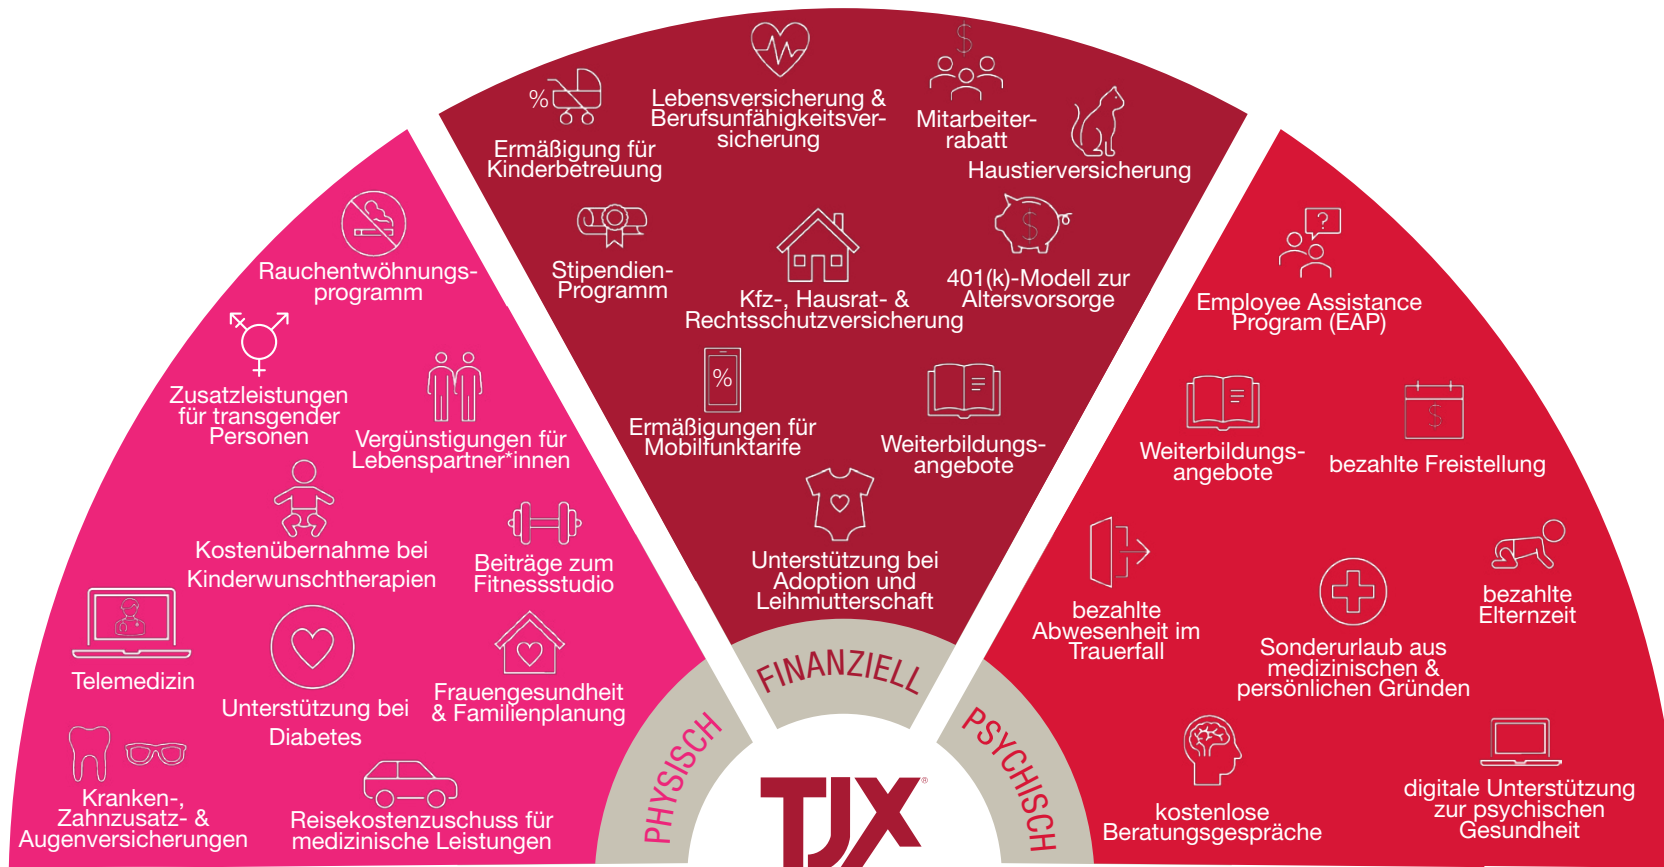 Rauchentwöhnungs-
programm
Zusatzleistungen
für transgender
Personen
Vergünstigungen für
Lebenspartner*innen
Kostenübernahme bei
Kinderwunschtherapien
Beiträge zum
Fitnessstudio
Telemedizin
Unterstützung bei
Diabetes
Frauengesundheit
& Familienplanung
Kranken-,
Zahnzusatz- &
Augenversicherungen
Reisekostenzuschuss für
medizinische Leistungen
PHYSISCH
%
Ermäßigung für
Kinderbetreuung
Lebensversicherung &
Berufsunfähigkeitsver-
sicherung
$
Mitarbeiter-
rabatt
Haustierversicherung
Stipendien-
Programm
Kfz-, Hausrat- &
Rechtsschutzversicherung
$
401(k)-Modell zur
Altersvorsorge
%
Ermäßigungen für
Mobilfunktarife
Weiterbildungs-
angebote
Unterstützung bei
Adoption und
Leihmutterschaft
FINANZIELL
?
Employee Assistance
Program (EAP)
Weiterbildungs-
angebote
$
bezahlte Freistellung
bezahlte
Abwesenheit im
Trauerfall
Sonderurlaub aus
medizinischen &
persönlichen Gründen
bezahlte
Elternzeit
kostenlose
Beratungsgespräche
digitale Unterstützung
zur psychischen
Gesundheit
PSYCHISCH
TJX®